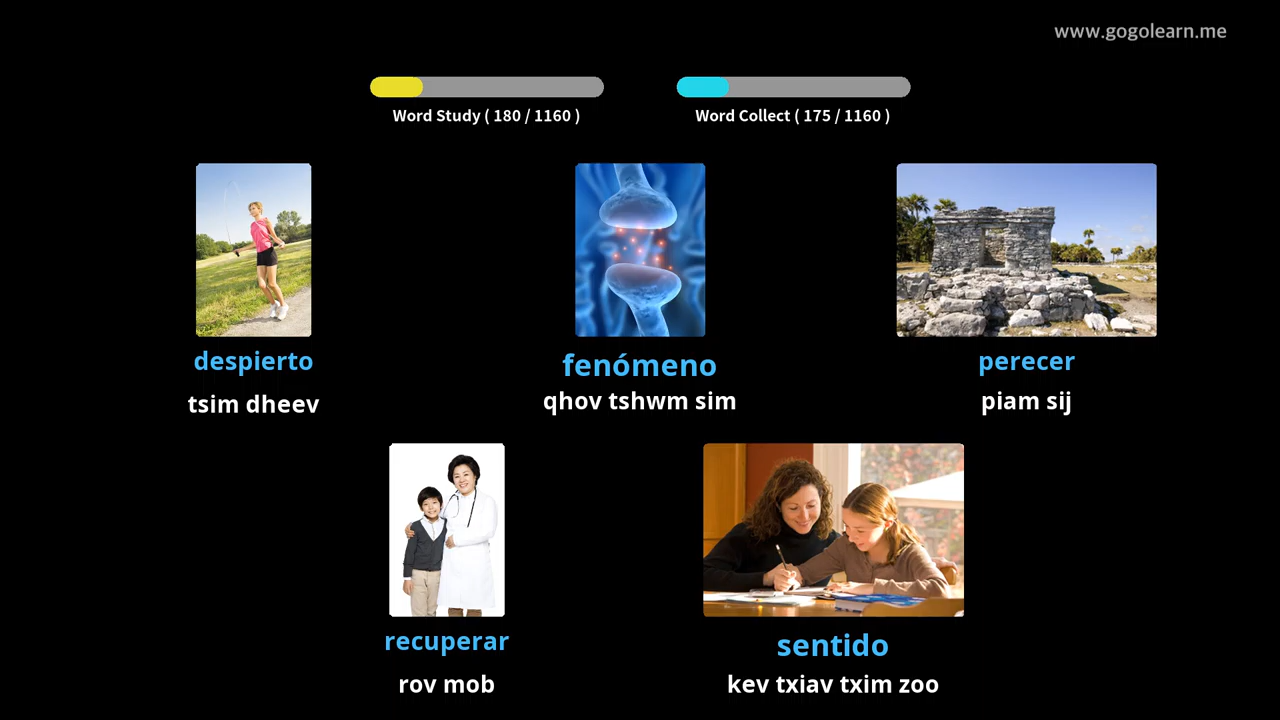 www.gogolearn.me
Word Study ( 180 / 1160 )
Word Collect ( 175 / 1160 )
despierto
tsim dheev
fenómeno
qhov tshwm sim
perecer
piam sij
recuperar
rov mob
sentido
kev txiav txim zoo